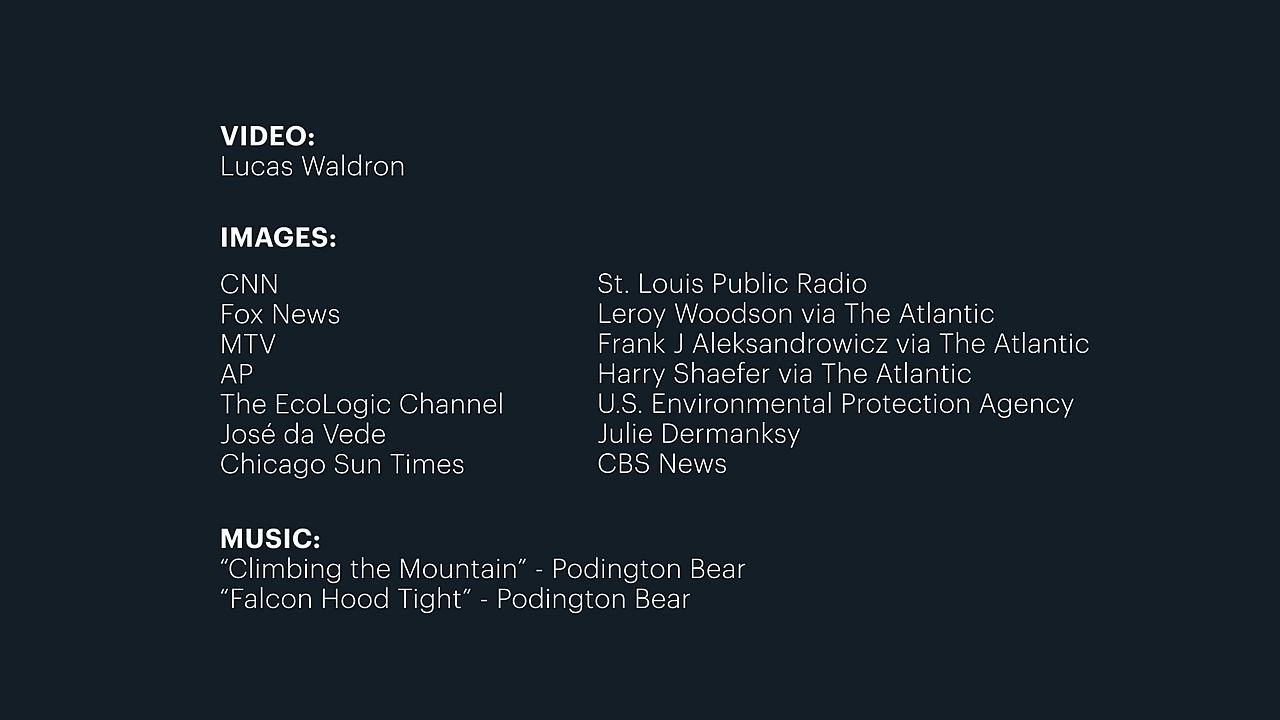 VIDEO:
Lucas Waldron
IMAGES:
CNN
Fox News
MTV
AP
The EcoLogic Channel
José da Vede
Chicago Sun Times
St. Louis Public Radio
Leroy Woodson via The Atlantic
Frank J Aleksandrowicz via The Atlantic
Harry Shaefer via The Atlantic
U.S. Environmental Protection Agency
Julie Dermanksy
CBS News
MUSIC:
“Climbing the Mountain” - Podington Bear
“Falcon Hood Tight” - Podington Bear